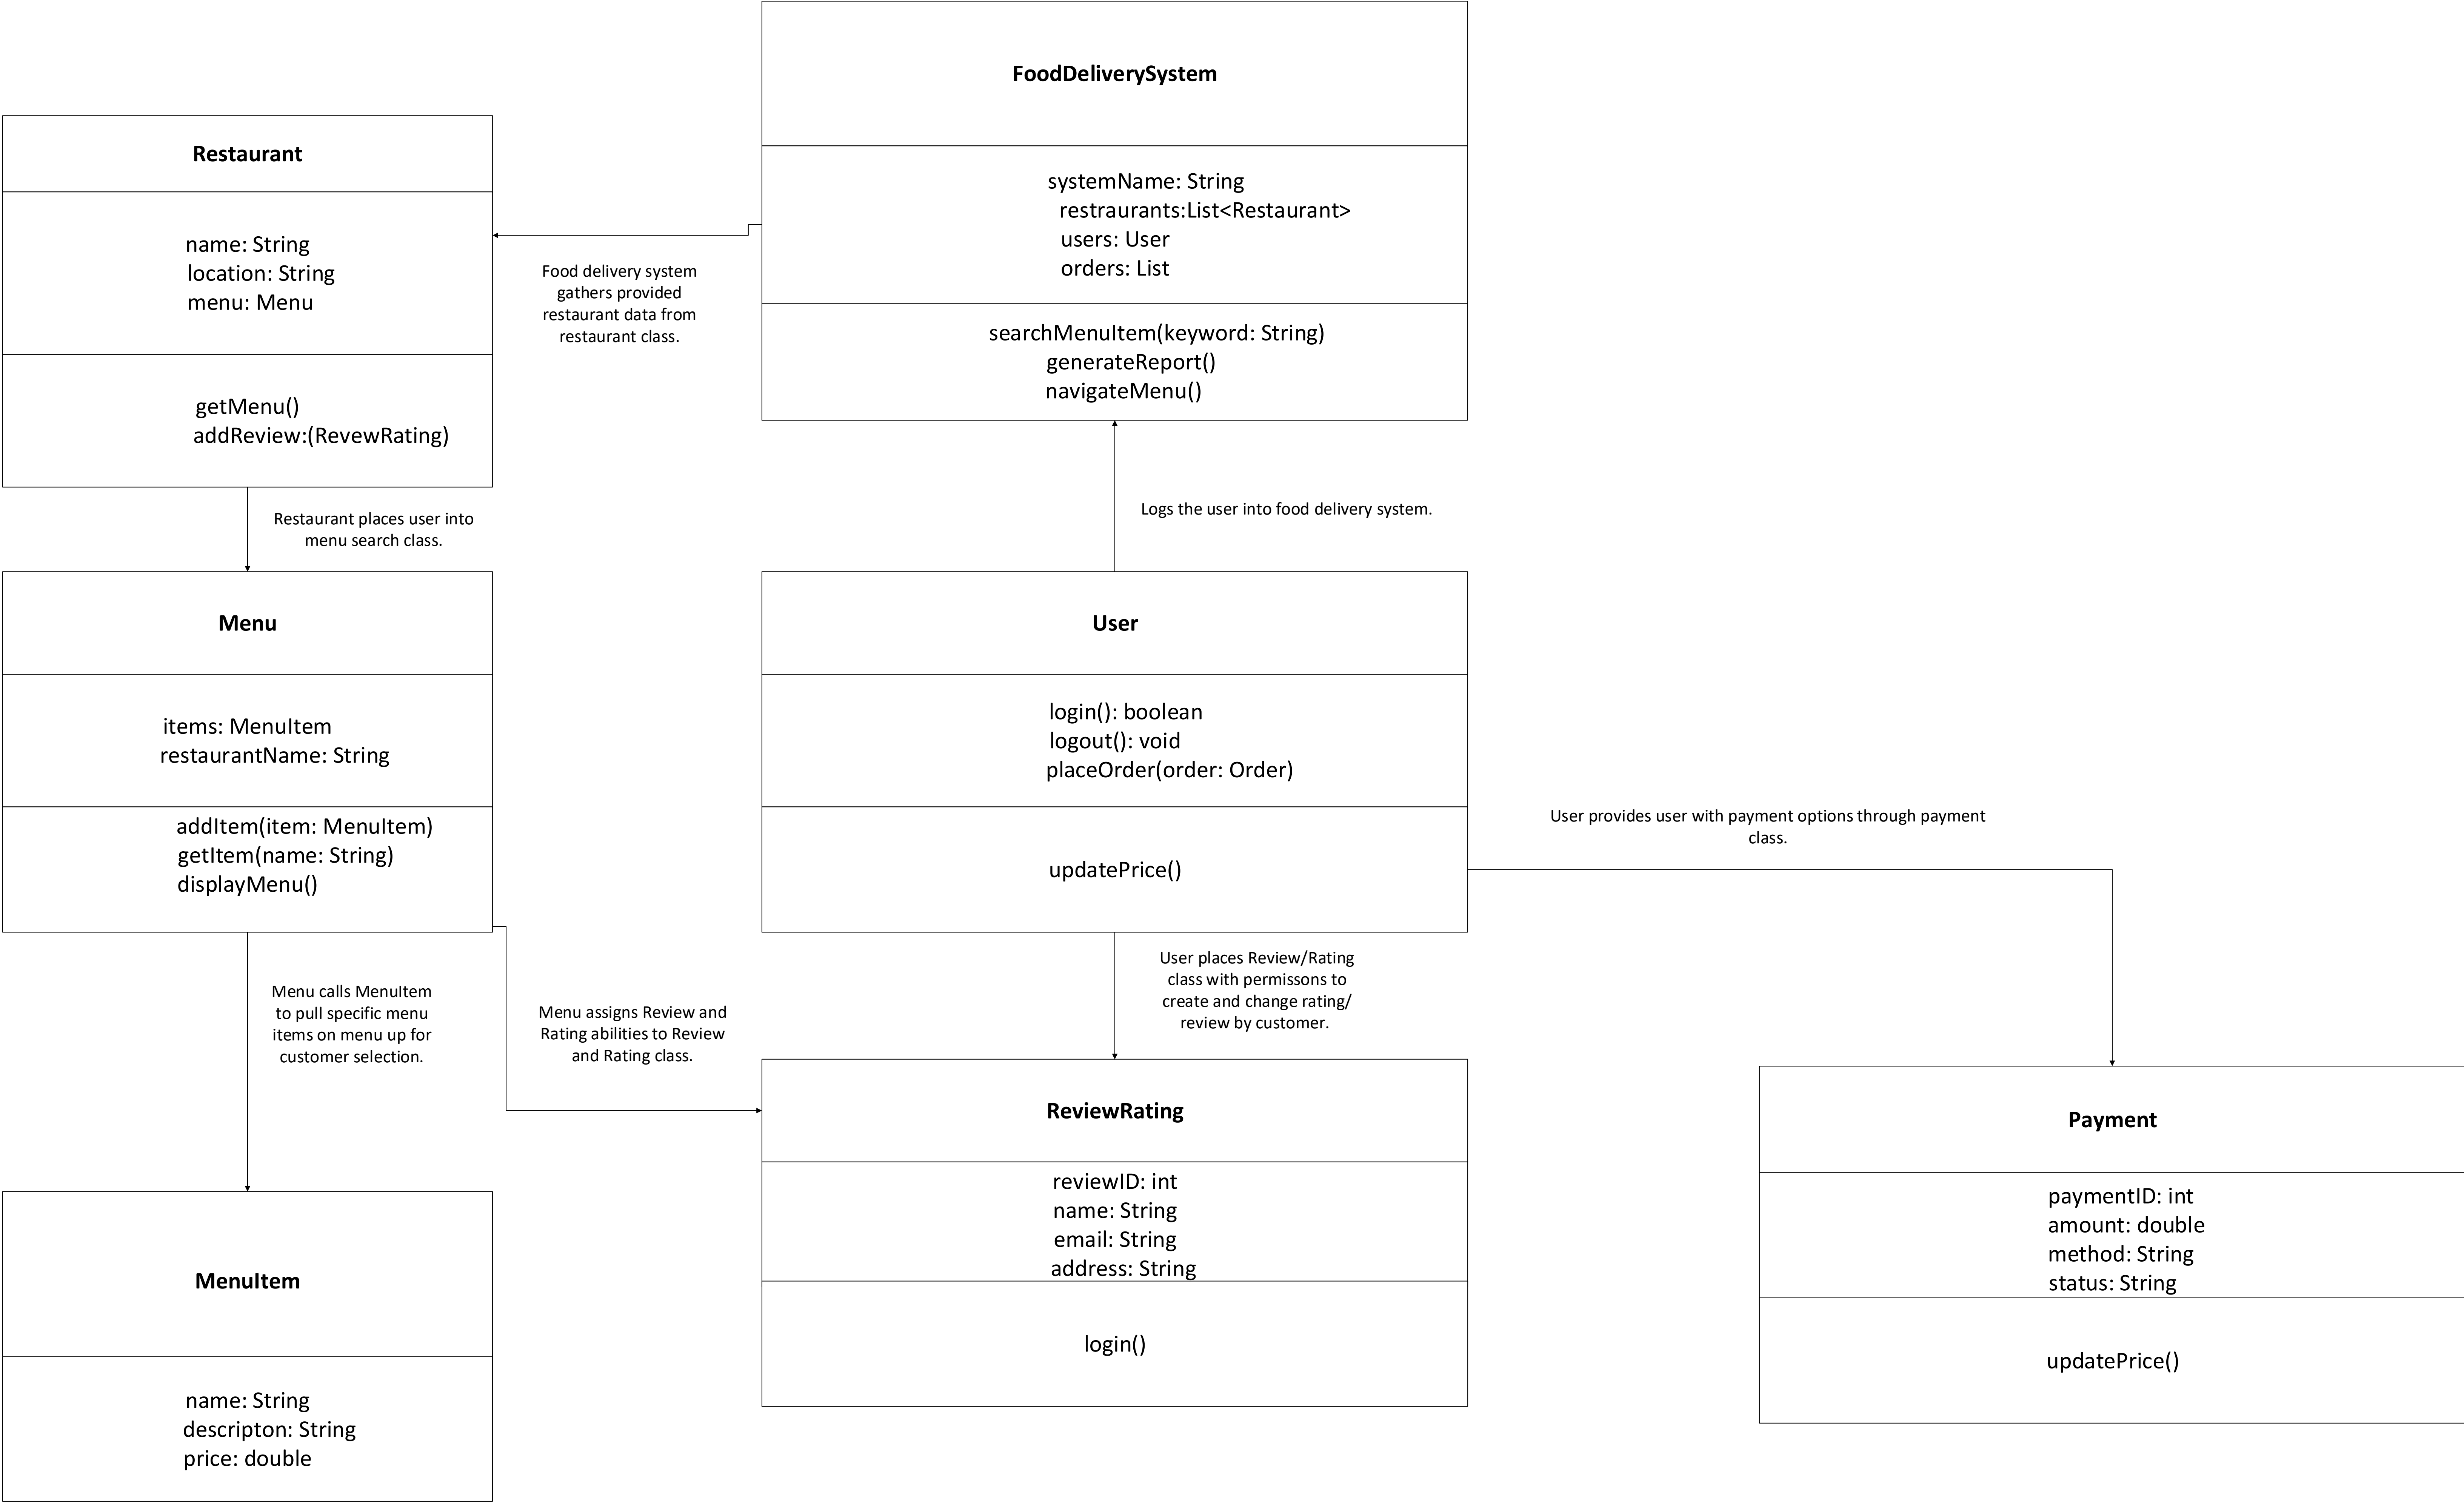 FoodDeliverySystem
systemName: String
restraurants:List<Restaurant>
users: User
orders: List
searchMenuItem(keyword: String)
generateReport()
navigateMenu()
Restaurant
name: String
location: String
menu: Menu
getMenu()
addReview:(RevewRating)
Food delivery system
gathers provided
restaurant data from
restaurant class.
Restaurant places user into
menu search class.
Logs the user into food delivery system.
Menu
items: MenuItem
restaurantName: String
addItem(item: MenuItem)
getItem(name: String)
displayMenu()
User
login(): boolean
logout(): void
placeOrder(order: Order)
updatePrice()
User provides user with payment options through payment
class.
Menu calls MenuItem
to pull specific menu
items on menu up for
customer selection.
Menu assigns Review and
Rating abilities to Review
and Rating class.
User places Review/Rating
class with permissons to
create and change rating/
review by customer.
MenuItem
name: String
descripton: String
price: double
ReviewRating
reviewID: int
name: String
email: String
address: String
login()
Payment
paymentID: int
amount: double
method: String
status: String
updatePrice()